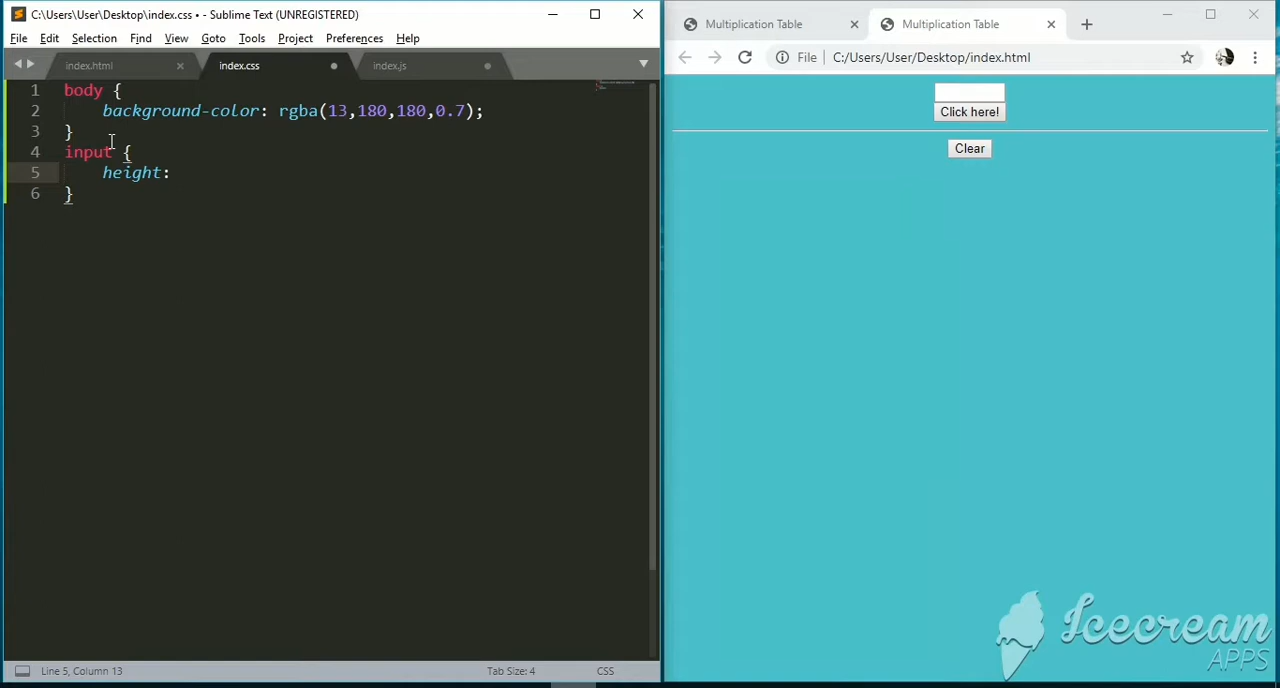 C:\Users\User\Desktop\index.css • - Sublime Text (UNREGISTERED)
File Edit Selection Find View Goto Tools Project Preferences Help
index.html index.css index.js
1 body {
2 background-color: rgba(13,180,180,0.7);
3 }
4 input {
5 height:
6 }
Line 5, Column 13 Tab Size: 4 CSS
Multiplication Table Multiplication Table
File C:/Users/User/Desktop/index.html
Click here!
Clear
Icecream
APPS